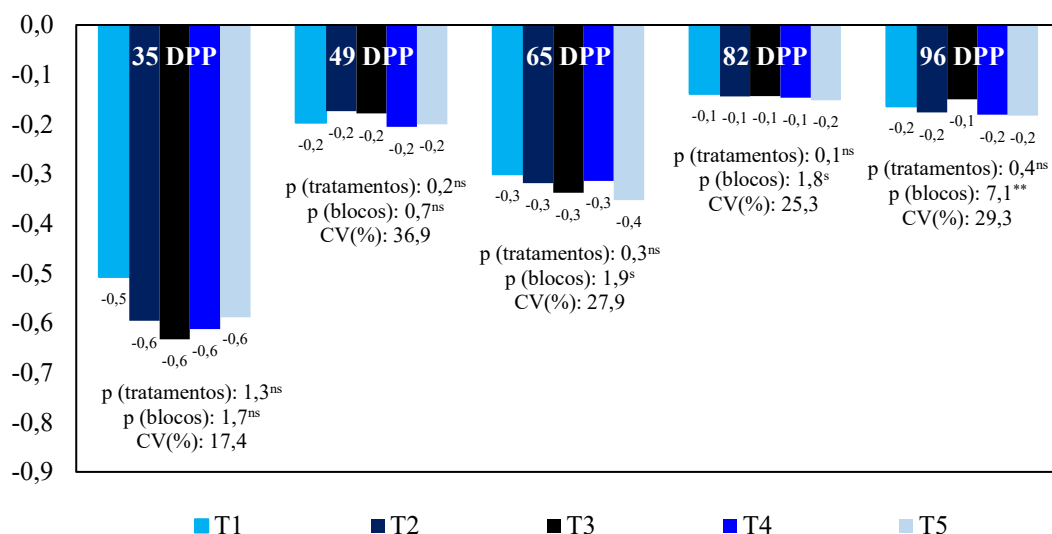 0,0
-0,1
-0,2
-0,3
-0,4
-0,5
-0,6
-0,7
-0,8
-0,9
35 DPP
-0,5
-0,6
-0,6
-0,6
-0,6
p (tratamentos): 1,3ns
p (blocos): 1,7ns
CV(%): 17,4
49 DPP
-0,2
-0,2
-0,2
-0,2
-0,2
p (tratamentos): 0,2ns
p (blocos): 0,7ns
CV(%): 36,9
65 DPP
-0,3
-0,3
-0,3
-0,3
-0,4
p (tratamentos): 0,3ns
p (blocos): 1,9s
CV(%): 27,9
82 DPP
-0,1
-0,1
-0,1
-0,1
-0,2
p (tratamentos): 0,1ns
p (blocos): 1,8s
CV(%): 25,3
96 DPP
-0,2
-0,2
-0,1
-0,2
-0,2
p (tratamentos): 0,4ns
p (blocos): 7,1**
CV(%): 29,3
T1 T2 T3 T4 T5